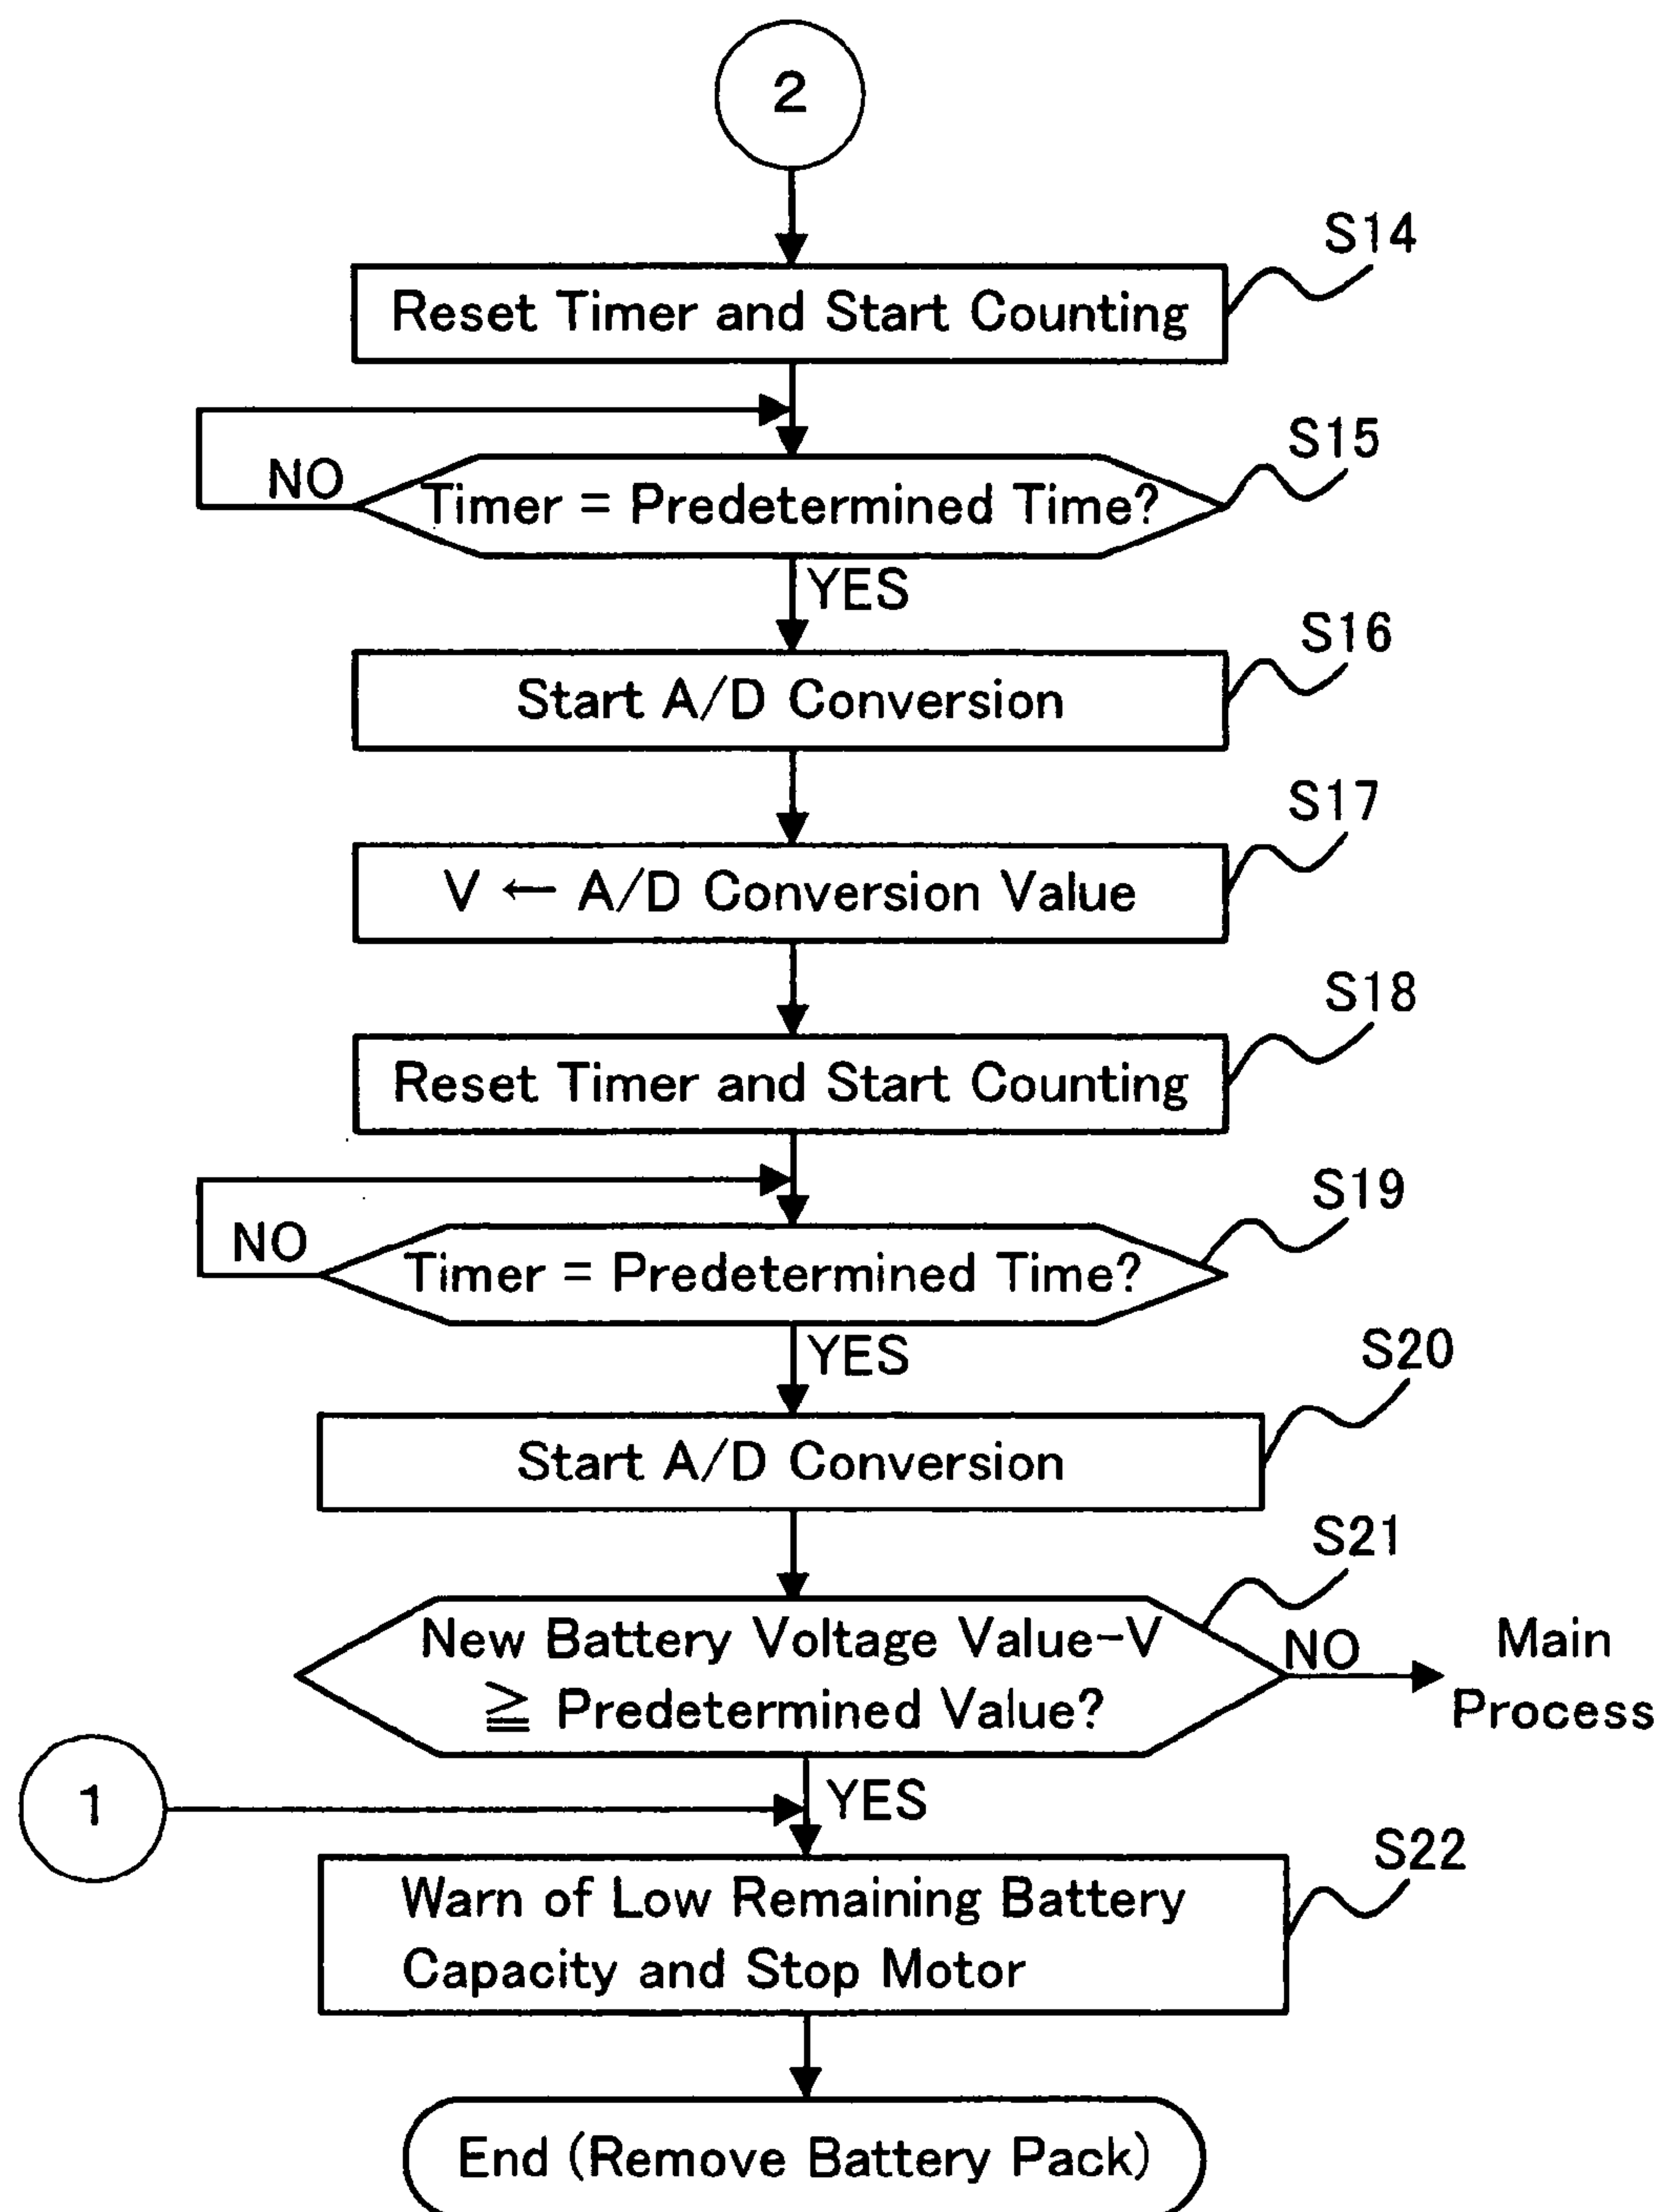 2
S14
Reset Timer and Start Counting
S15
NO
Timer = Predetermined Time?
YES
S16
Start A/D Conversion
S17
V ← A/D Conversion Value
S18
Reset Timer and Start Counting
S19
NO
Timer = Predetermined Time?
YES
S20
Start A/D Conversion
S21
New Battery Voltage Value-V
≧ Predetermined Value?
NO
Main
Process
1
YES
S22
Warn of Low Remaining Battery
Capacity and Stop Motor
End (Remove Battery Pack)